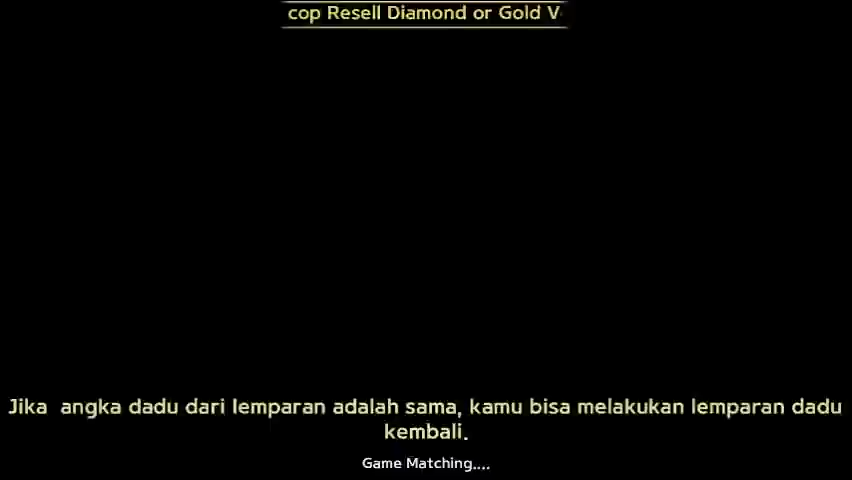 cop Resell Diamond or Gold V
Jika angka dadu dari lemparan adalah sama, kamu bisa melakukan lemparan dadu
kembali.
Game Matching....